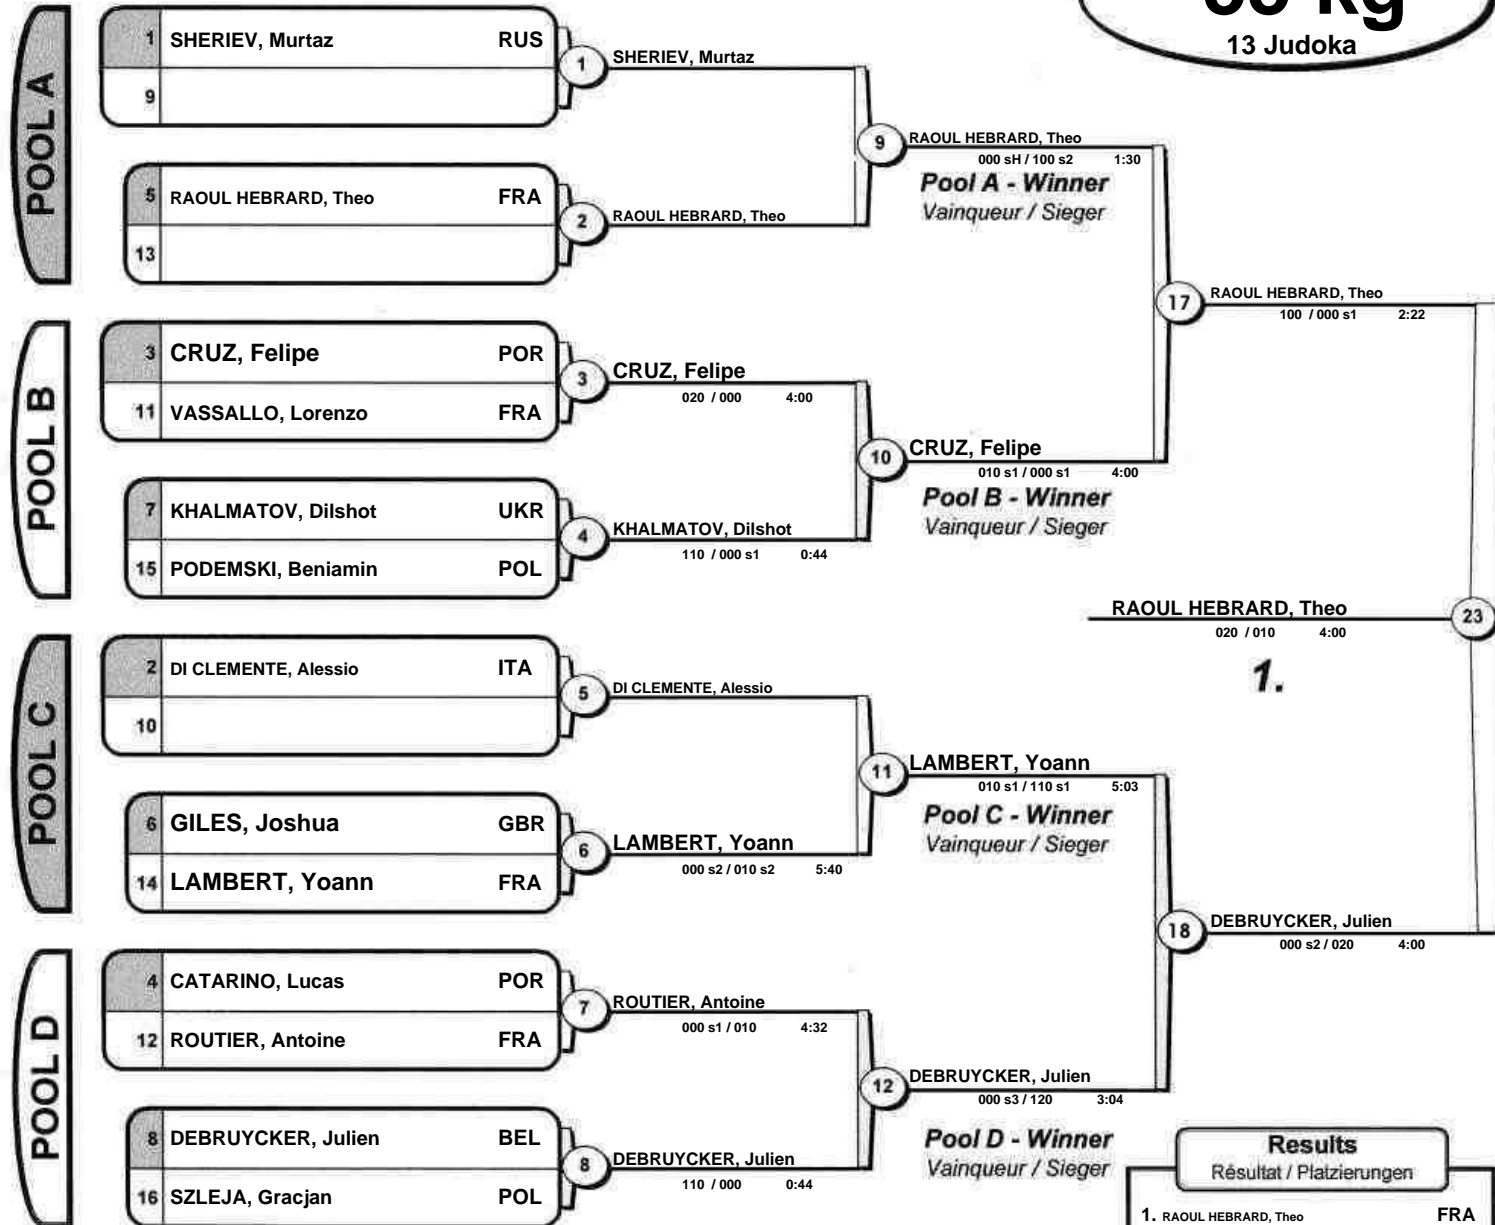 13 Judoka
POOL A
1 SHERIEV, Murtaz RUS
9
1 SHERIEV, Murtaz
5 RAOUL HEBRARD, Theo FRA
13
2 RAOUL HEBRARD, Theo
9 RAOUL HEBRARD, Theo
000 sH / 100 s2 1:30
Pool A - Winner
Vainqueur / Sieger
POOL B
3 CRUZ, Felipe POR
11 VASSALLO, Lorenzo FRA
3 CRUZ, Felipe
020 / 000 4:00
7 KHALMATOV, Dilshot UKR
15 PODEMSKI, Beniamin POL
4 KHALMATOV, Dilshot
110 / 000 s1 0:44
10 CRUZ, Felipe
010 s1 / 000 s1 4:00
Pool B - Winner
Vainqueur / Sieger
17 RAOUL HEBRARD, Theo
100 / 000 s1 2:22
RAOUL HEBRARD, Theo 23
020 / 010 4:00
1.
POOL C
2 DI CLEMENTE, Alessio ITA
10
5 DI CLEMENTE, Alessio
6 GILES, Joshua GBR
14 LAMBERT, Yoann FRA
6 LAMBERT, Yoann
000 s2 / 010 s2 5:40
11 LAMBERT, Yoann
010 s1 / 110 s1 5:03
Pool C - Winner
Vainqueur / Sieger
POOL D
4 CATARINO, Lucas POR
12 ROUTIER, Antoine FRA
7 ROUTIER, Antoine
000 s1 / 010 4:32
8 DEBRUYCKER, Julien BEL
16 SZLEJA, Gracjan POL
8 DEBRUYCKER, Julien
110 / 000 0:44
12 DEBRUYCKER, Julien
000 s3 / 120 3:04
Pool D - Winner
Vainqueur / Sieger
18 DEBRUYCKER, Julien
000 s2 / 020 4:00
Results
Résultat / Platzierungen
1. RAOUL HEBRARD, Theo FRA